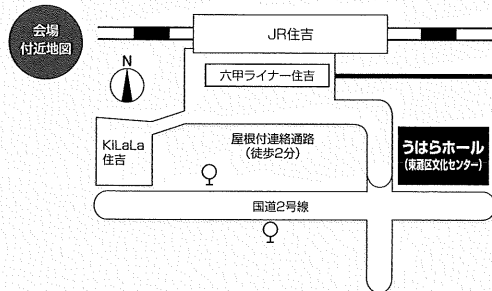 会場
付近地図
JR住吉
N
六甲ライナー住吉
KiLaLa
住吉
屋根付連絡通路
(徒歩2分)
うはらホール
(東灘区文化センター)
国道2号線